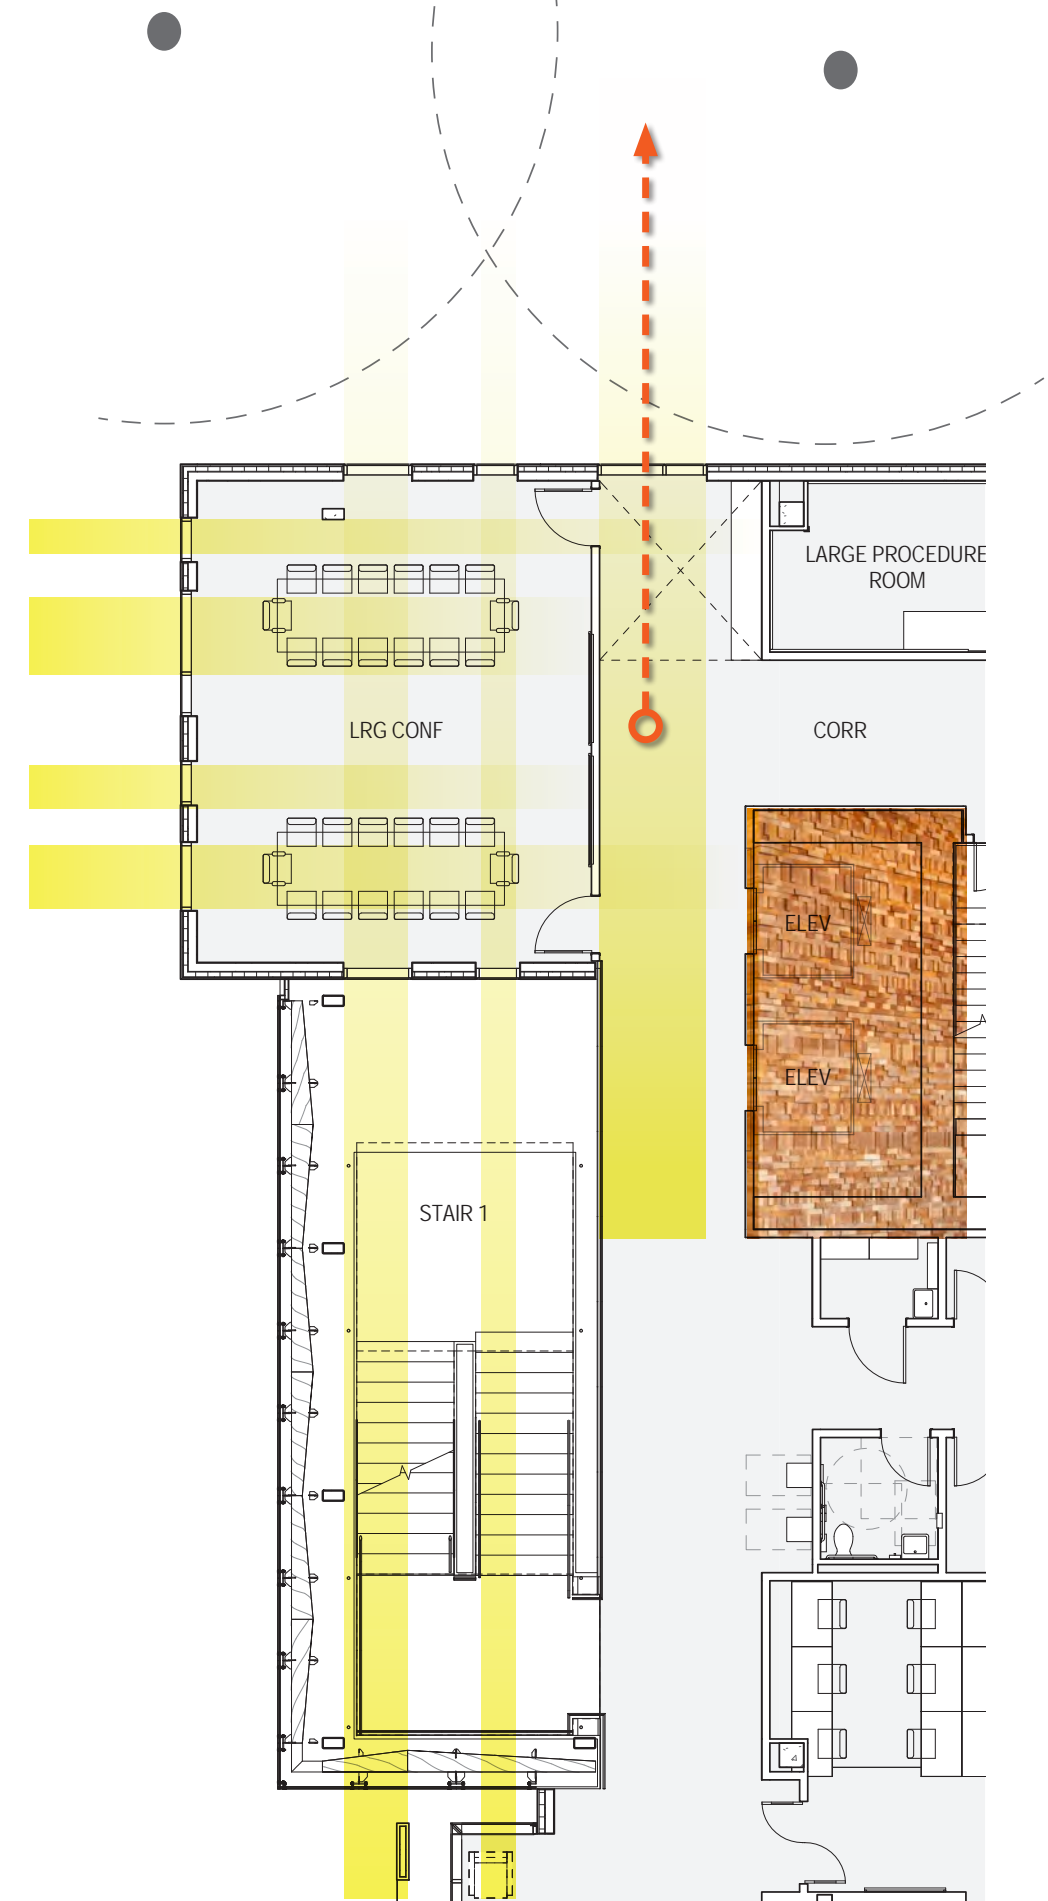 LARGE PROCEDURE
ROOM
LRG CONF
CORR
ELEV
ELEV
STAIR 1